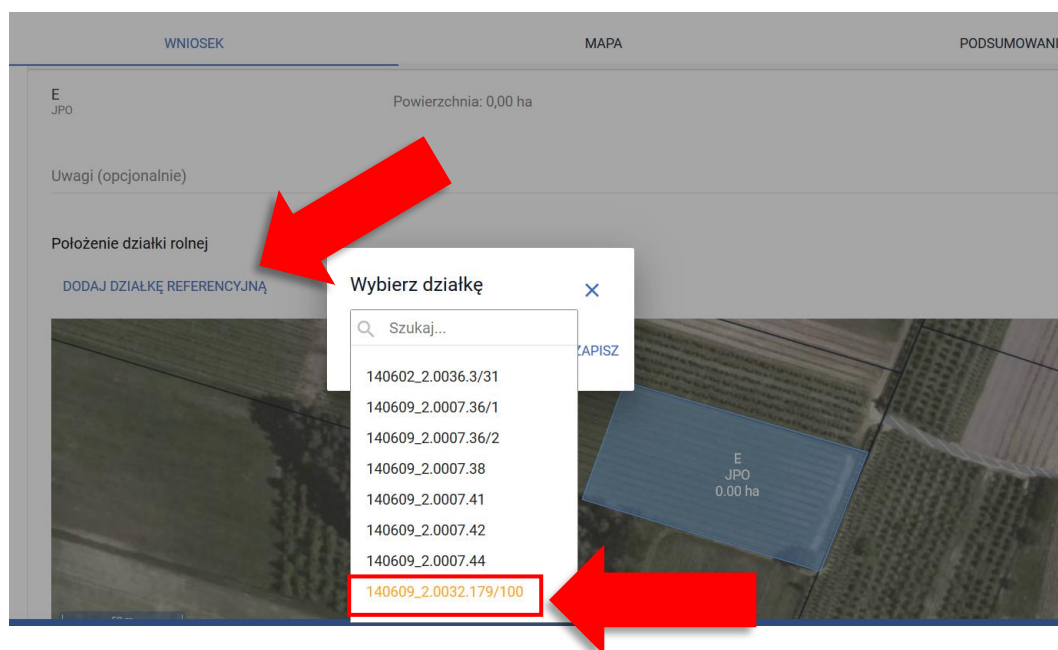 WNIOSEK MAPA PODSUMOWANI
E
JPO
Powierzchnia: 0,00 ha
Uwagi (opcjonalnie)
Położenie działki rolnej
DODAJ DZIAŁKĘ REFERENCYJNĄ
Wybierz działkę
Szukaj...
ZAPISZ
140602_2.0036.3/31
140609_2.0007.36/1
140609_2.0007.36/2
140609_2.0007.38
140609_2.0007.41
140609_2.0007.42
140609_2.0007.44
140609_2.0032.179/100
E
JPO
0.00 ha